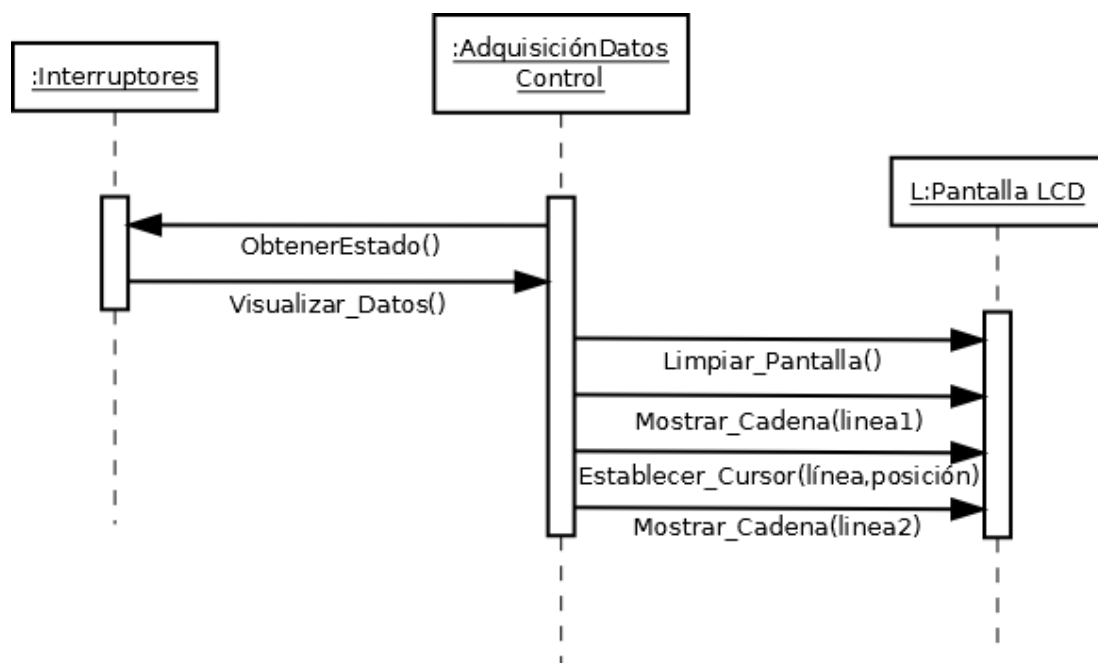 :Interruptores
:AdquisiciónDatos
Control
L:Pantalla LCD
ObtenerEstado()
Visualizar_Datos()
Limpiar_Pantalla()
Mostrar_Cadena(linea1)
Establecer_Cursor(línea,posición)
Mostrar_Cadena(linea2)